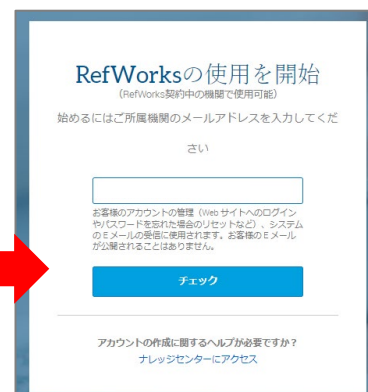 RefWorksの使用を開始
(RefWorks契約中の機関で使用可能)
始めるにはご所属機関のメールアドレスを入力してくだ
さい
お客様のアカウントの管理(Web サイトへのログイン
やパスワードを忘れた場合のリセットなど)、システム
の E メールの受信に使用されます。お客様の E メール
が公開されることはありません。
チェック
アカウントの作成に関するヘルプが必要ですか?
ナレッジセンターにアクセス